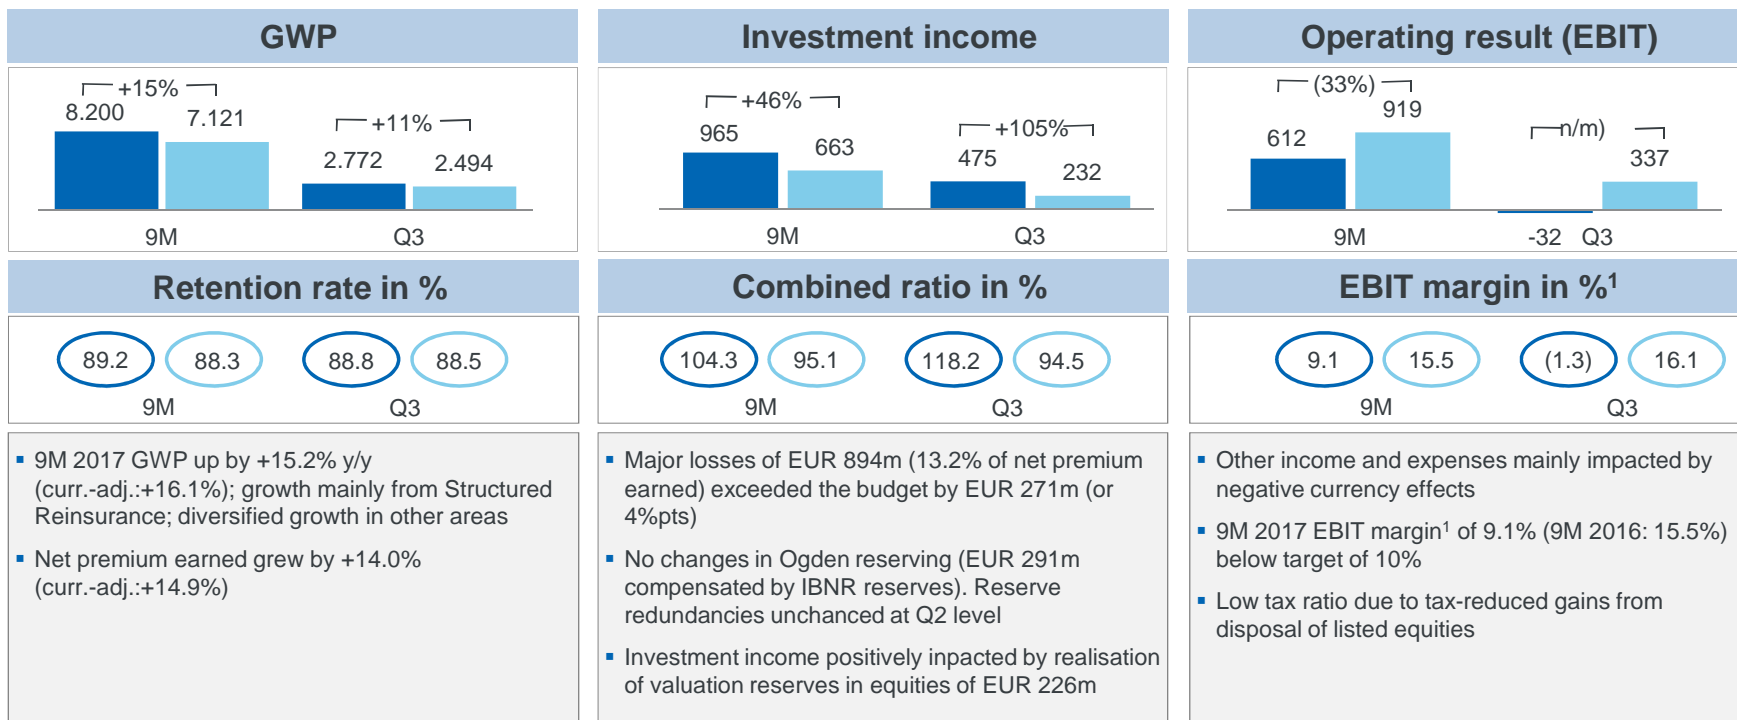 GWP
+15%
8.200
7.121
+11%
2.772
2.494
9M
Q3
Investment income
+46%
965
663
+105%
475
232
9M
Q3
Operating result (EBIT)
(33%)
612
919
n/m)
337
9M
-32
Q3
Retention rate in %
89.2
88.3
88.8
88.5
9M
Q3
Combined ratio in %
104.3
95.1
118.2
94.5
9M
Q3
EBIT margin in %¹
9.1
15.5
(1.3)
16.1
9M
Q3
▪ 9M 2017 GWP up by +15.2% y/y
(curr.-adj.:+16.1%); growth mainly from Structured
Reinsurance; diversified growth in other areas
▪ Net premium earned grew by +14.0%
(curr.-adj.:+14.9%)
▪ Major losses of EUR 894m (13.2% of net premium
earned) exceeded the budget by EUR 271m (or
4%pts)
▪ No changes in Ogden reserving (EUR 291m
compensated by IBNR reserves). Reserve
redundancies unchanced at Q2 level
▪ Investment income positively inpacted by realisation
of valuation reserves in equities of EUR 226m
▪ Other income and expenses mainly impacted by
negative currency effects
▪ 9M 2017 EBIT margin¹ of 9.1% (9M 2016: 15.5%)
below target of 10%
▪ Low tax ratio due to tax-reduced gains from
disposal of listed equities